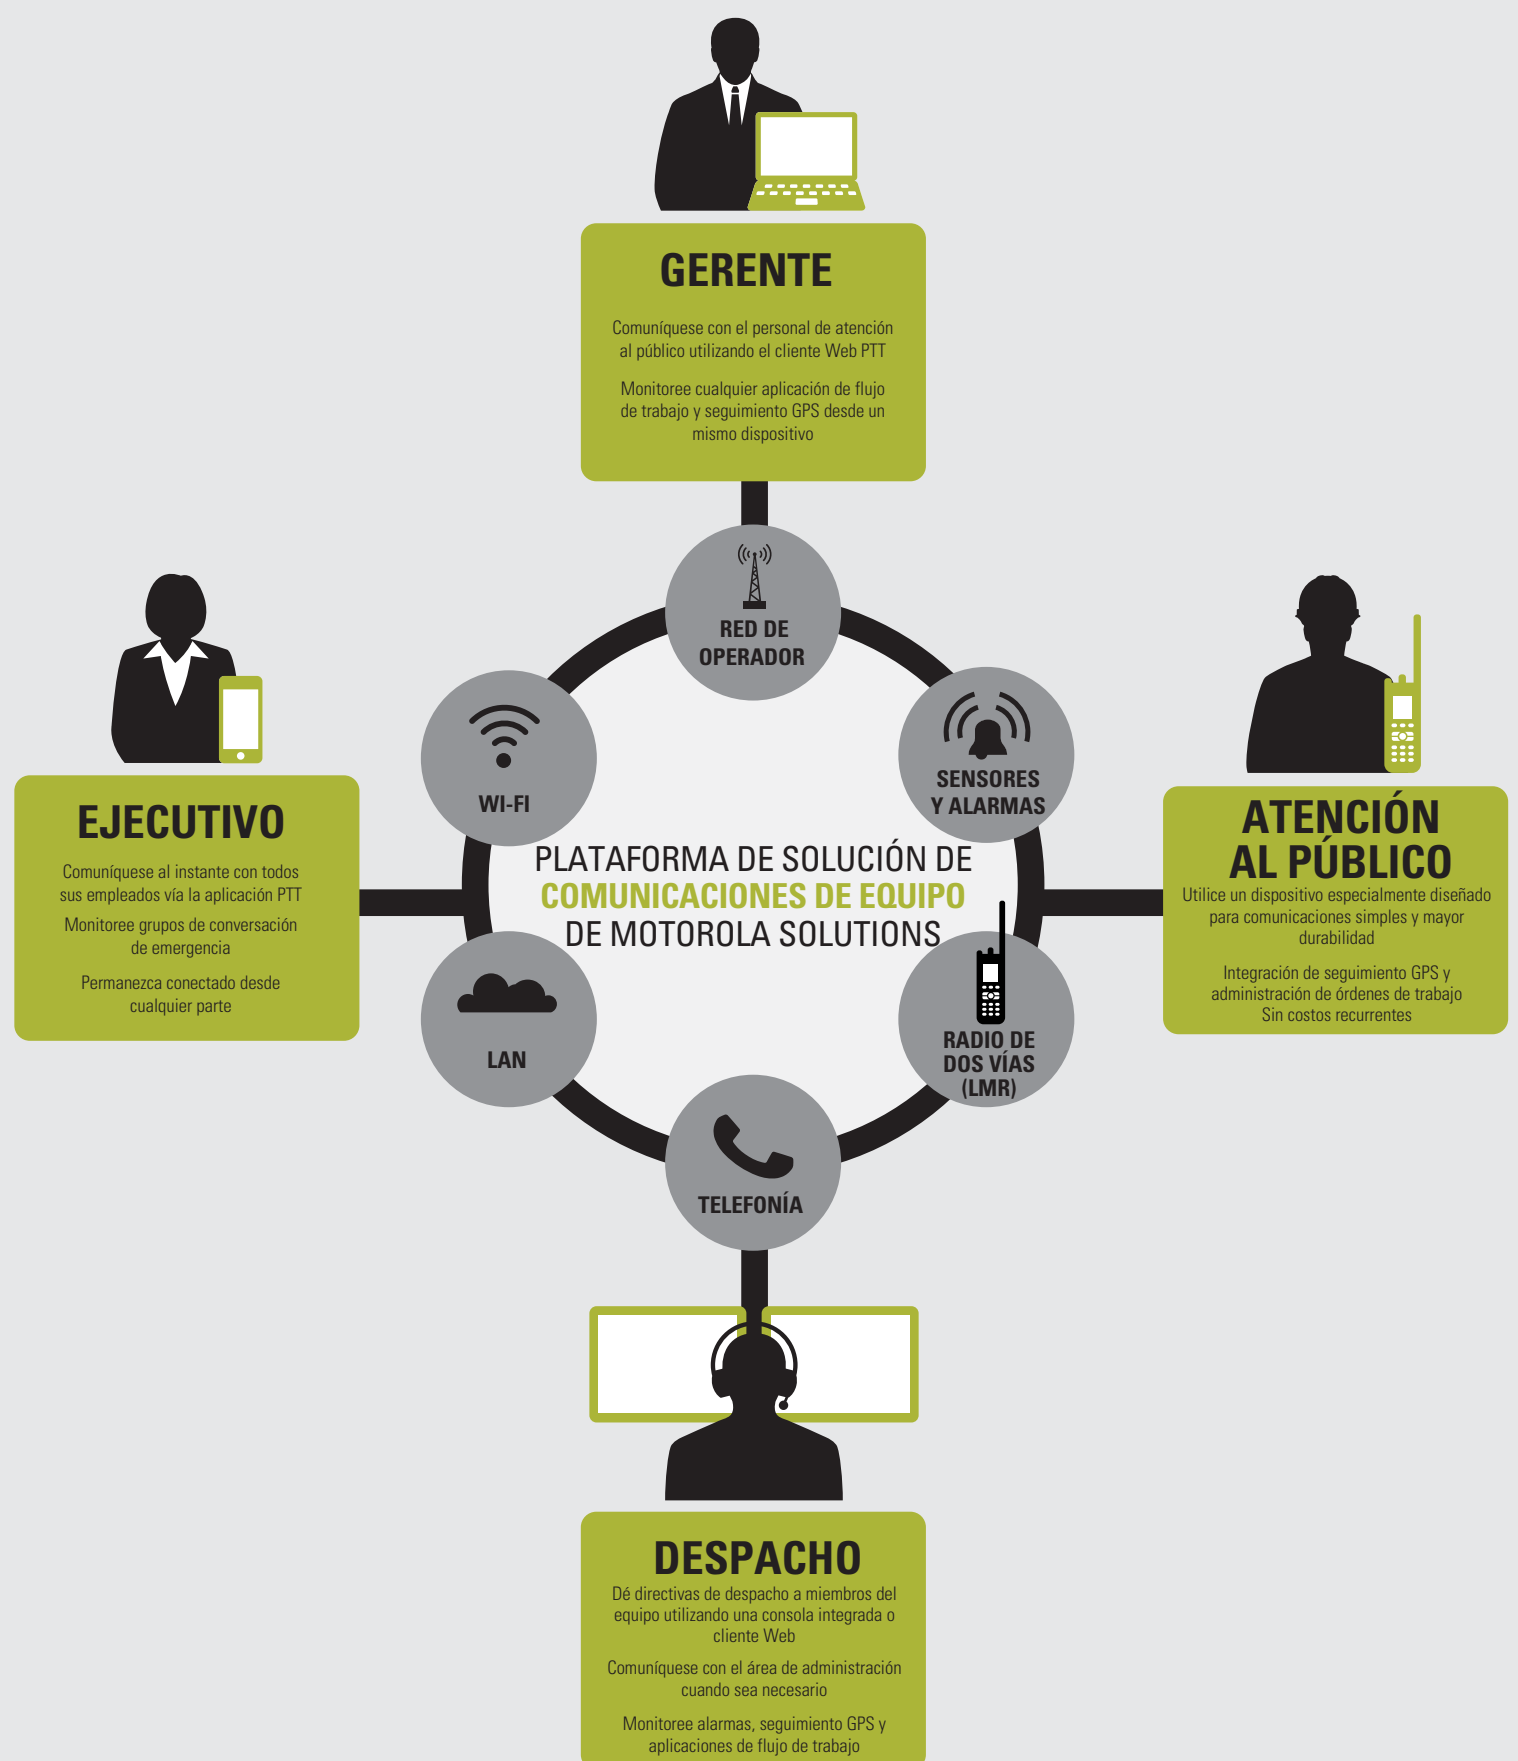 GERENTE
Comuníquese con el personal de atención
al público utilizando el cliente Web PTT
Monitoree cualquier aplicación de flujo
de trabajo y seguimiento GPS desde un
mismo dispositivo
RED DE
OPERADOR
WI-FI
SENSORES
Y ALARMAS
EJECUTIVO
Comuníquese al instante con todos
sus empleados vía la aplicación PTT
Monitoree grupos de conversación
de emergencia
Permanezca conectado desde
cualquier parte
PLATAFORMA DE SOLUCIÓN DE
COMUNICACIONES DE EQUIPO
DE MOTOROLA SOLUTIONS
ATENCIÓN
AL PÚBLICO
Utilice un dispositivo especialmente diseñado
para comunicaciones simples y mayor
durabilidad
Integración de seguimiento GPS y
administración de órdenes de trabajo
Sin costos recurrentes
LAN
RADIO DE
DOS VÍAS
(LMR)
TELEFONÍA
DESPACHO
Dé directivas de despacho a miembros del
equipo utilizando una consola integrada o
cliente Web
Comuníquese con el área de administración
cuando sea necesario
Monitoree alarmas, seguimiento GPS y
aplicaciones de flujo de trabajo